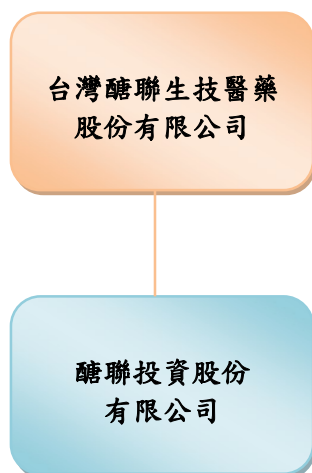 台灣醣聯生技醫藥
股份有限公司
醣聯投資股份
有限公司